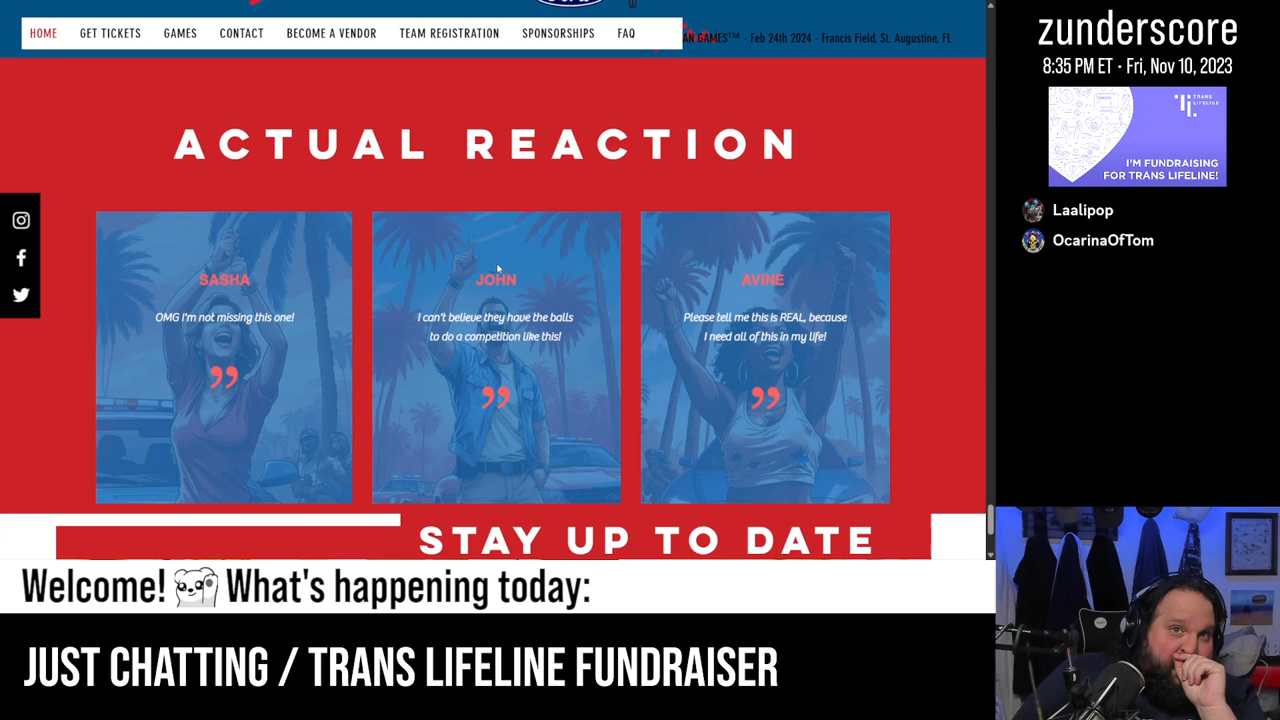 HOME GET TICKETS GAMES CONTACT BECOME A VENDOR TEAM REGISTRATION SPONSORSHIPS FAQ
GAMES™ - Feb 24th 2024 - Francis Field, St. Augustine, FL
ACTUAL REACTION
SASHA
OMG I'm not missing this one!
”
JOHN
I can't believe they have the balls
to do a competition like this!
”
AVINE
Please tell me this is REAL, because
I need all of this in my life!
”
STAY UP TO DATE
Welcome! What's happening today:
JUST CHATTING / TRANS LIFELINE FUNDRAISER
zunderscore
8:35 PM ET · Fri, Nov 10, 2023
TRANS
LIFELINE
I'M FUNDRAISING
FOR TRANS LIFELINE!
Laalipop
OcarinaOfTom